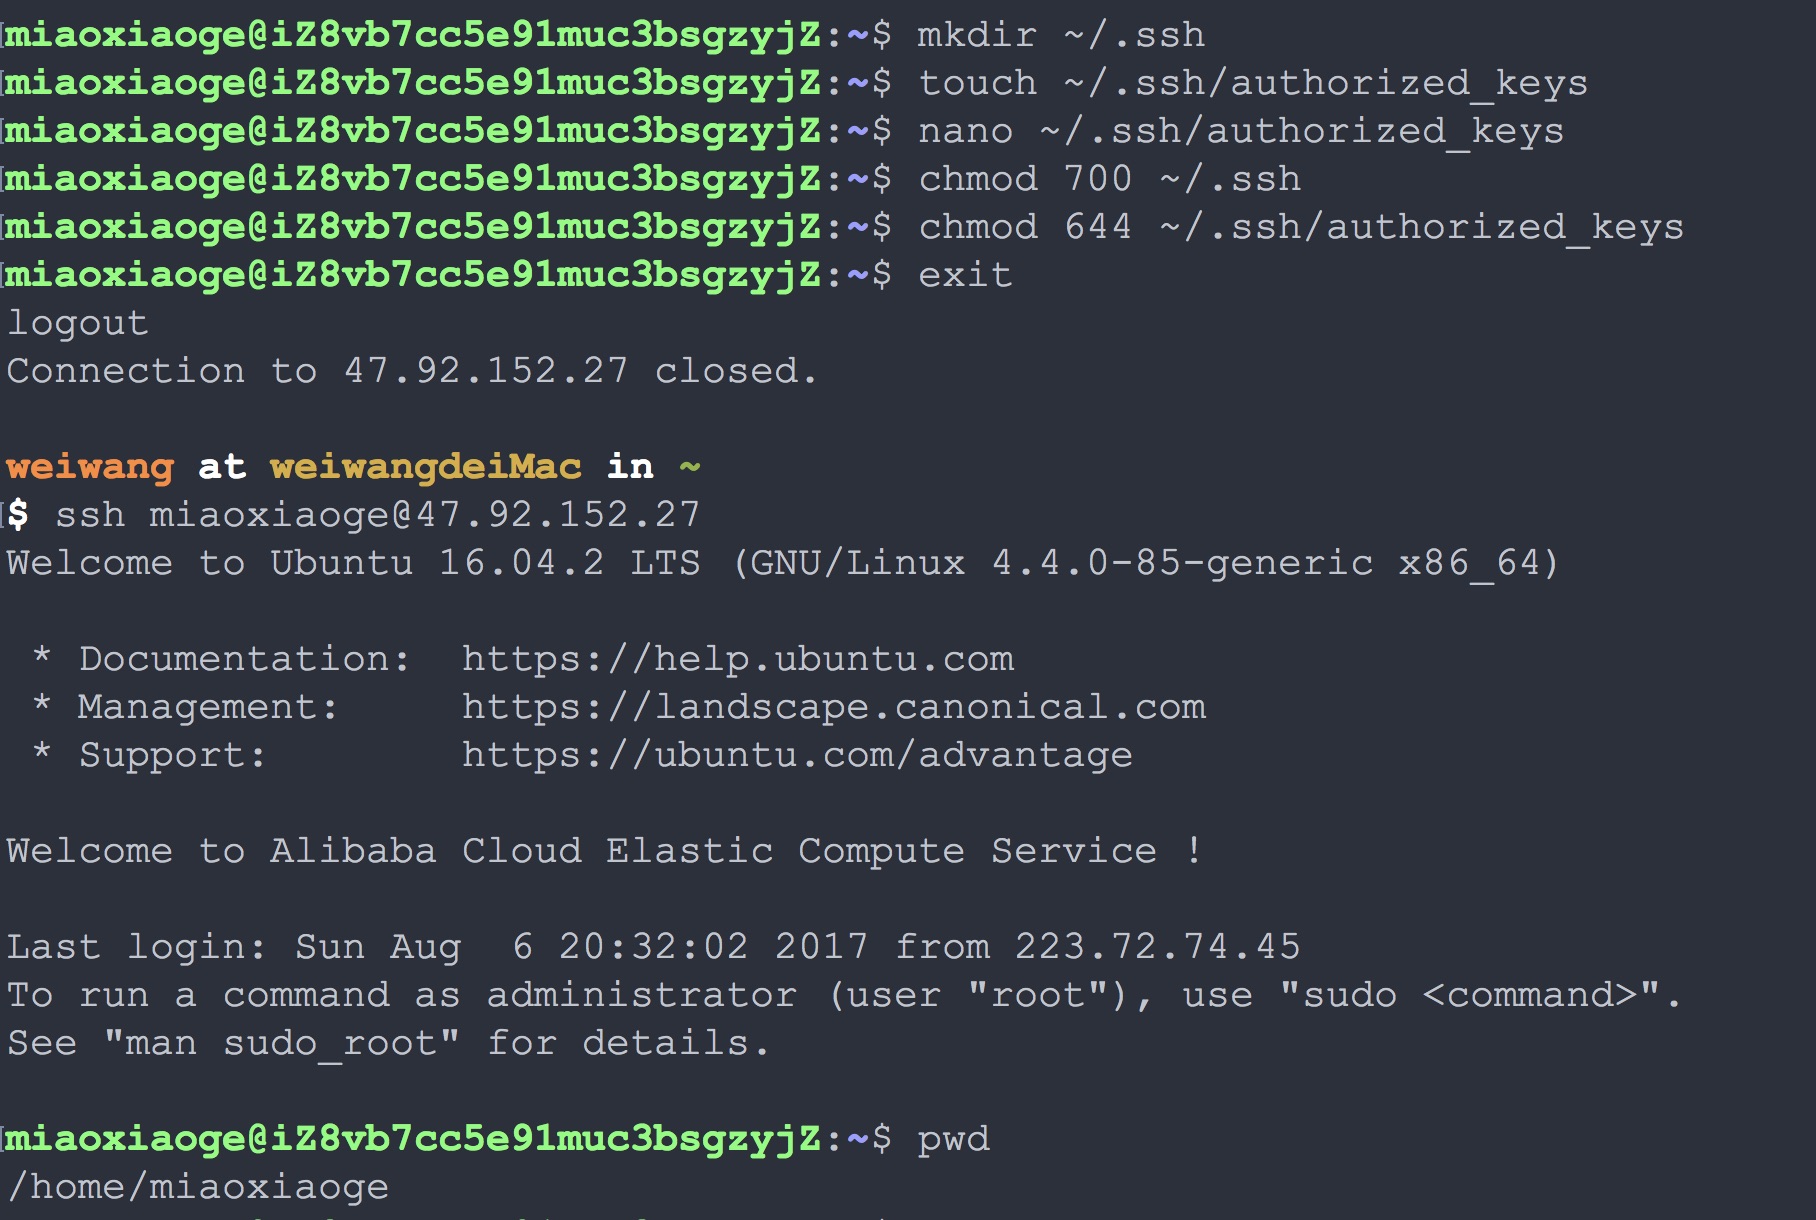 miaoxiaoge@iZ8vb7cc5e91muc3bsgzyjZ:~$ mkdir ~/.ssh
miaoxiaoge@iZ8vb7cc5e91muc3bsgzyjZ:~$ touch ~/.ssh/authorized_keys
miaoxiaoge@iZ8vb7cc5e91muc3bsgzyjZ:~$ nano ~/.ssh/authorized_keys
miaoxiaoge@iZ8vb7cc5e91muc3bsgzyjZ:~$ chmod 700 ~/.ssh
miaoxiaoge@iZ8vb7cc5e91muc3bsgzyjZ:~$ chmod 644 ~/.ssh/authorized_keys
miaoxiaoge@iZ8vb7cc5e91muc3bsgzyjZ:~$ exit
logout
Connection to 47.92.152.27 closed.
weiwang at weiwangdeiMac in ~
$ ssh miaoxiaoge@47.92.152.27
Welcome to Ubuntu 16.04.2 LTS (GNU/Linux 4.4.0-85-generic x86_64)
* Documentation:  https://help.ubuntu.com
* Management:     https://landscape.canonical.com
* Support:        https://ubuntu.com/advantage
Welcome to Alibaba Cloud Elastic Compute Service !
Last login: Sun Aug  6 20:32:02 2017 from 223.72.74.45
To run a command as administrator (user "root"), use "sudo <command>".
See "man sudo_root" for details.
miaoxiaoge@iZ8vb7cc5e91muc3bsgzyjZ:~$ pwd
/home/miaoxiaoge